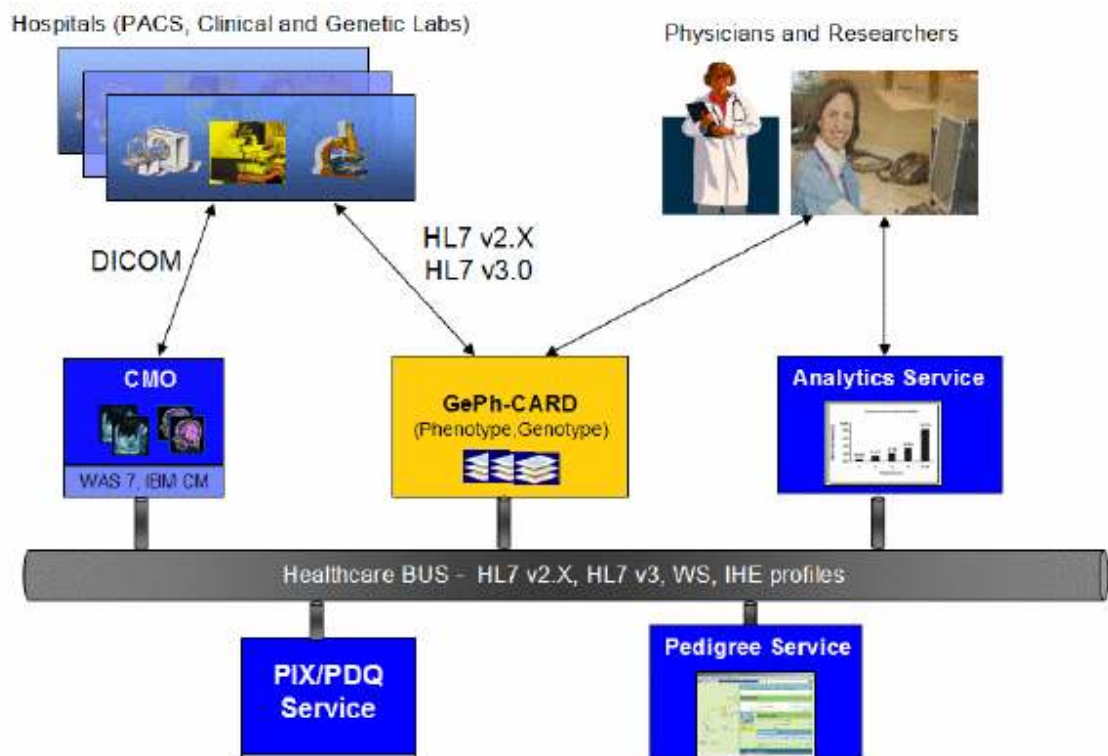 Hospitals (PACS, Clinical and Genetic Labs)
Physicians and Researchers
DICOM
HL7 v2.X
HL7 v3.0
CMO
WAS 7, IBM CM
GePh-CARD
(Phenotype,Genotype)
Analytics Service
Healthcare BUS - HL7 v2.X, HL7 v3, WS, IHE profiles
PIX/PDQ
Service
Pedigree Service